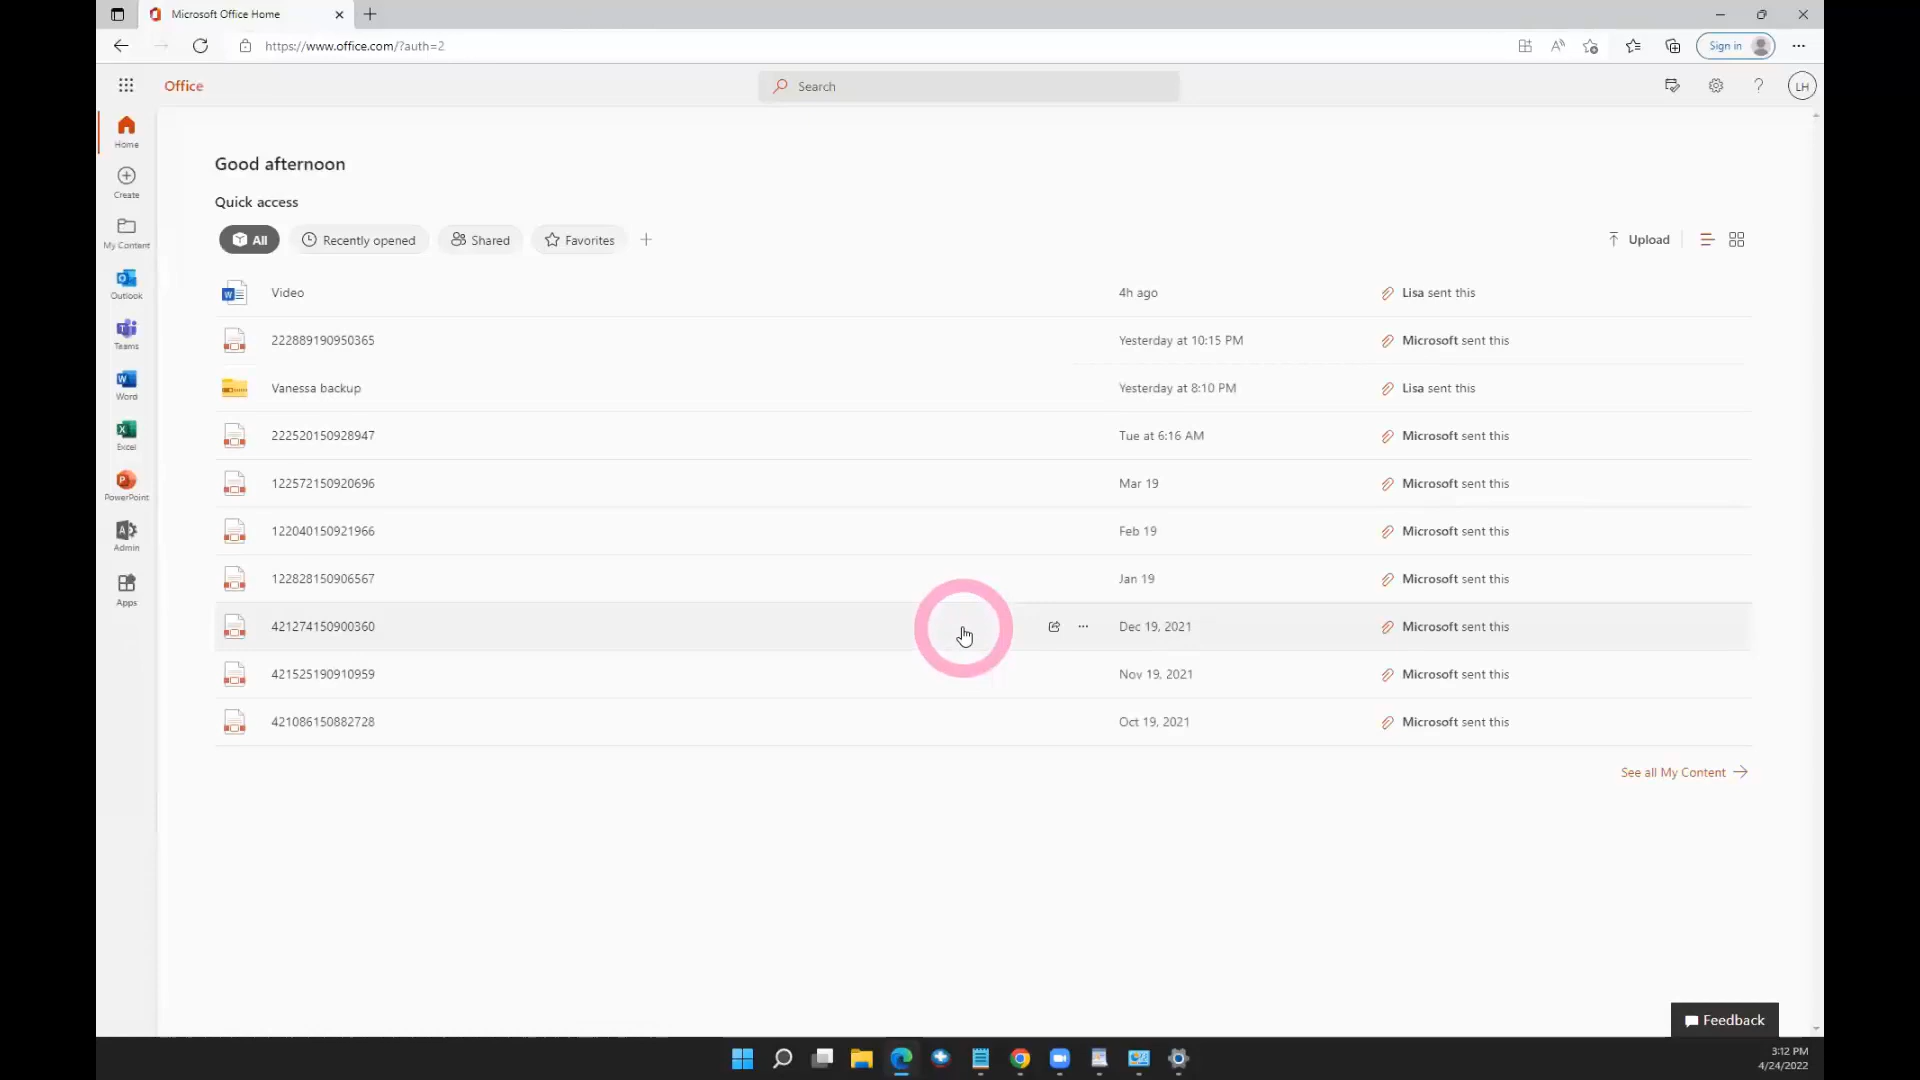 Microsoft Office Home
https://www.office.com/?auth=2
Sign in
Office
Search
LH
Home
Create
My Content
Outlook
Teams
Word
Excel
PowerPoint
Admin
Apps
Good afternoon
Quick access
All
Recently opened
Shared
Favorites
Upload
Video 4h ago Lisa sent this
222889190950365 Yesterday at 10:15 PM Microsoft sent this
Vanessa backup Yesterday at 8:10 PM Lisa sent this
222520150928947 Tue at 6:16 AM Microsoft sent this
122572150920696 Mar 19 Microsoft sent this
122040150921966 Feb 19 Microsoft sent this
122828150906567 Jan 19 Microsoft sent this
421274150900360 Dec 19, 2021 Microsoft sent this
421525190910959 Nov 19, 2021 Microsoft sent this
421086150882728 Oct 19, 2021 Microsoft sent this
See all My Content
Feedback
3:12 PM
4/24/2022